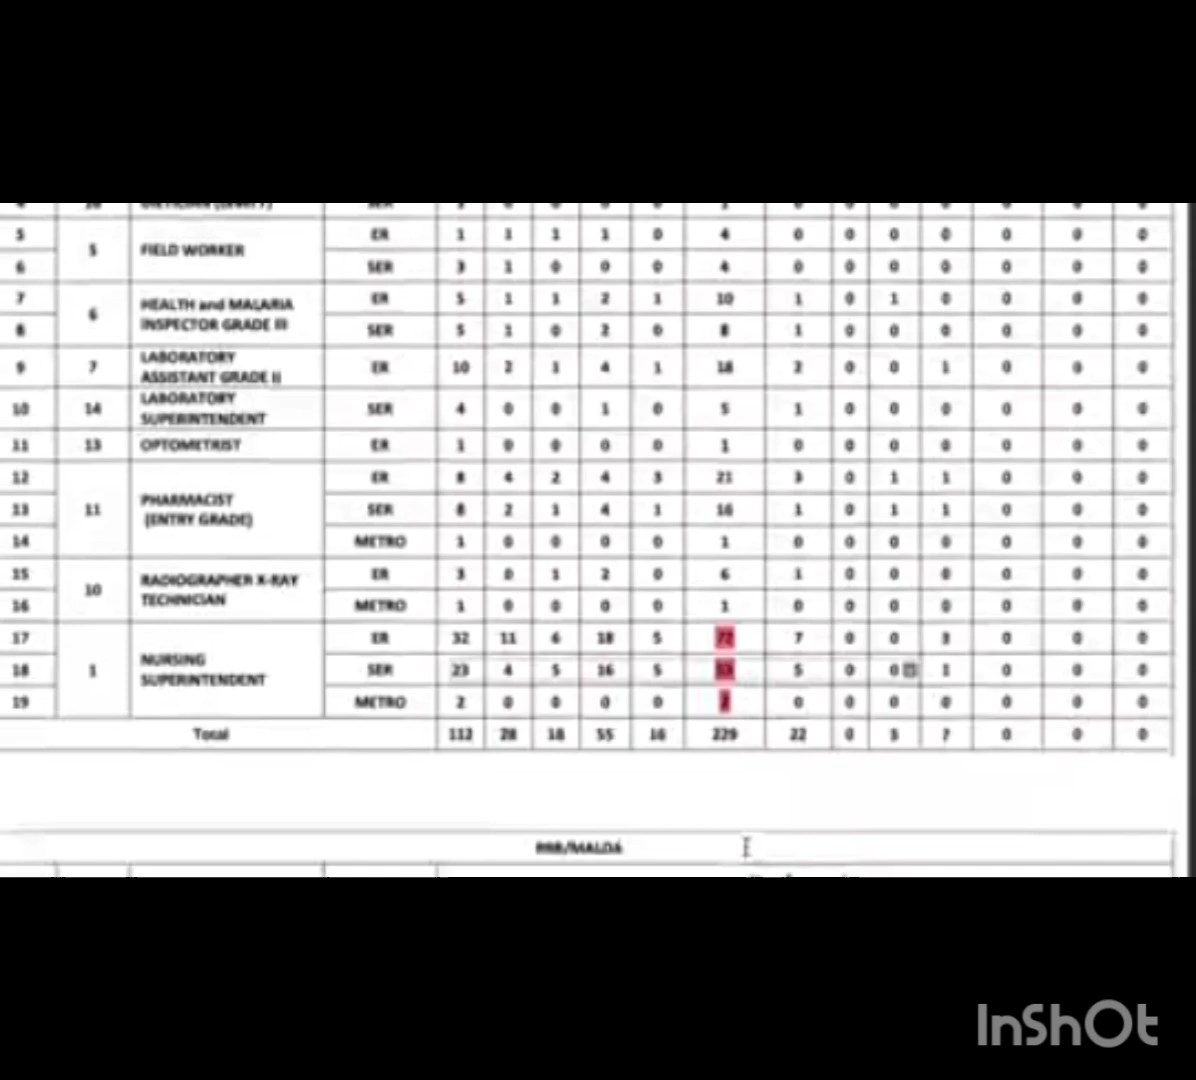 5 5 FIELD WORKER ER 1 1 1 1 0 4 0 0 0 0 0 0 0
6 SER 3 1 0 0 0 4 0 0 0 0 0 0 0
7 6 HEALTH and MALARIA INSPECTOR GRADE III ER 5 1 1 2 1 10 1 0 1 0 0 0 0
8 SER 5 1 0 2 0 8 1 0 0 0 0 0 0
9 7 LABORATORY ASSISTANT GRADE II ER 10 2 1 4 1 18 2 0 0 1 0 0 0
10 14 LABORATORY SUPERINTENDENT SER 4 0 0 1 0 5 1 0 0 0 0 0 0
11 13 OPTOMETRIST ER 1 0 0 0 0 1 0 0 0 0 0 0 0
12 11 PHARMACIST (ENTRY GRADE) ER 8 4 2 4 3 21 3 0 1 1 0 0 0
13 SER 8 2 1 4 1 16 1 0 1 1 0 0 0
14 METRO 1 0 0 0 0 1 0 0 0 0 0 0 0
15 10 RADIOGRAPHER X-RAY TECHNICIAN ER 3 0 1 2 0 6 1 0 0 0 0 0 0
16 METRO 1 0 0 0 0 1 0 0 0 0 0 0 0
17 1 NURSING SUPERINTENDENT ER 32 11 6 18 5 72 7 0 0 3 0 0 0
18 SER 23 4 5 16 5 53 5 0 0 1 0 0 0
19 METRO 2 0 0 0 0 2 0 0 0 0 0 0 0
Total 112 28 18 55 16 229 22 0 3 7 0 0 0
RRB/MALDA
InShOt